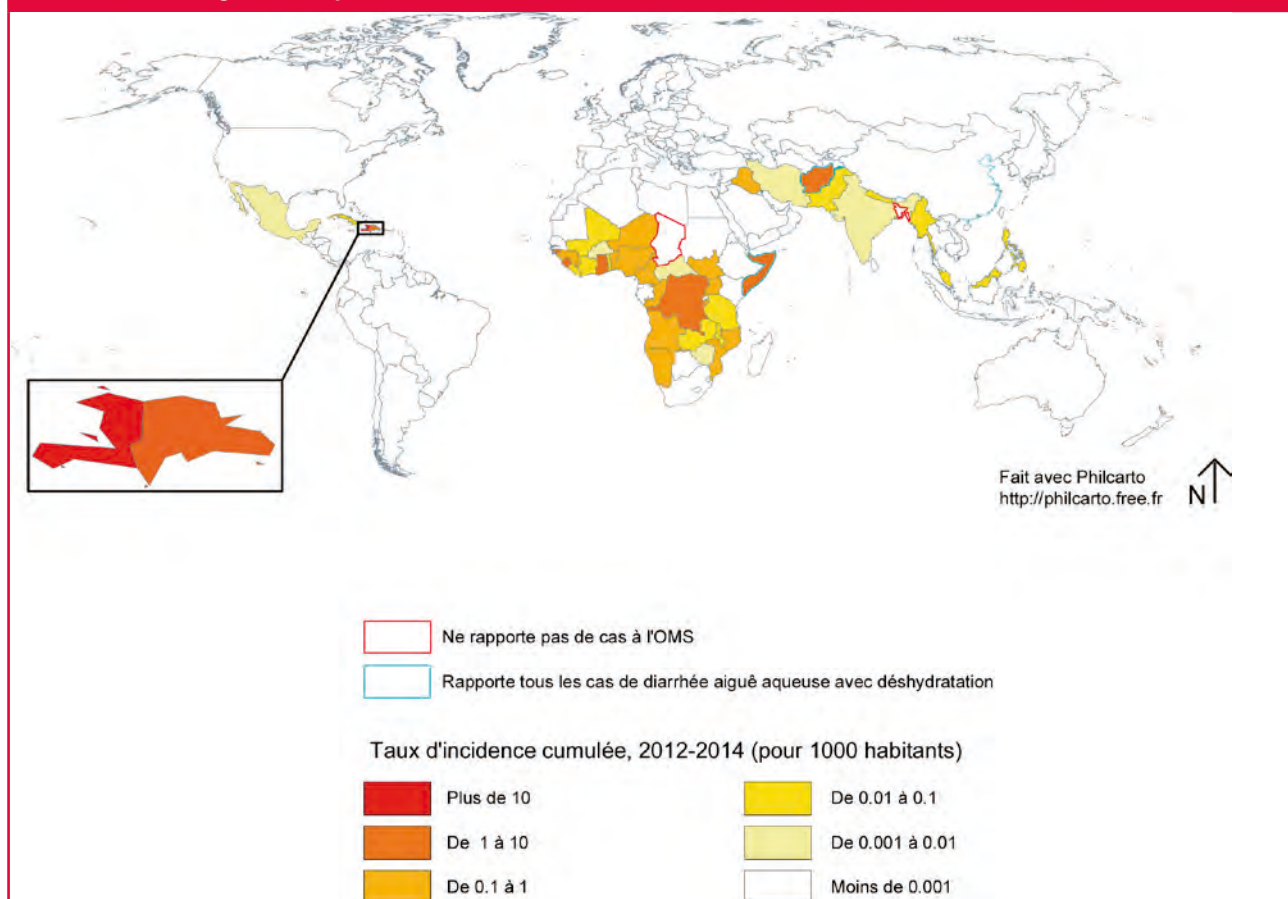 Fait avec Philcarto
http://philcarto.free.fr
N
Ne rapporte pas de cas à l'OMS
Rapporte tous les cas de diarrhée aiguê aqueuse avec déshydratation
Taux d'incidence cumulée, 2012-2014 (pour 1000 habitants)
Plus de 10
De 1 à 10
De 0.1 à 1
De 0.01 à 0.1
De 0.001 à 0.01
Moins de 0.001